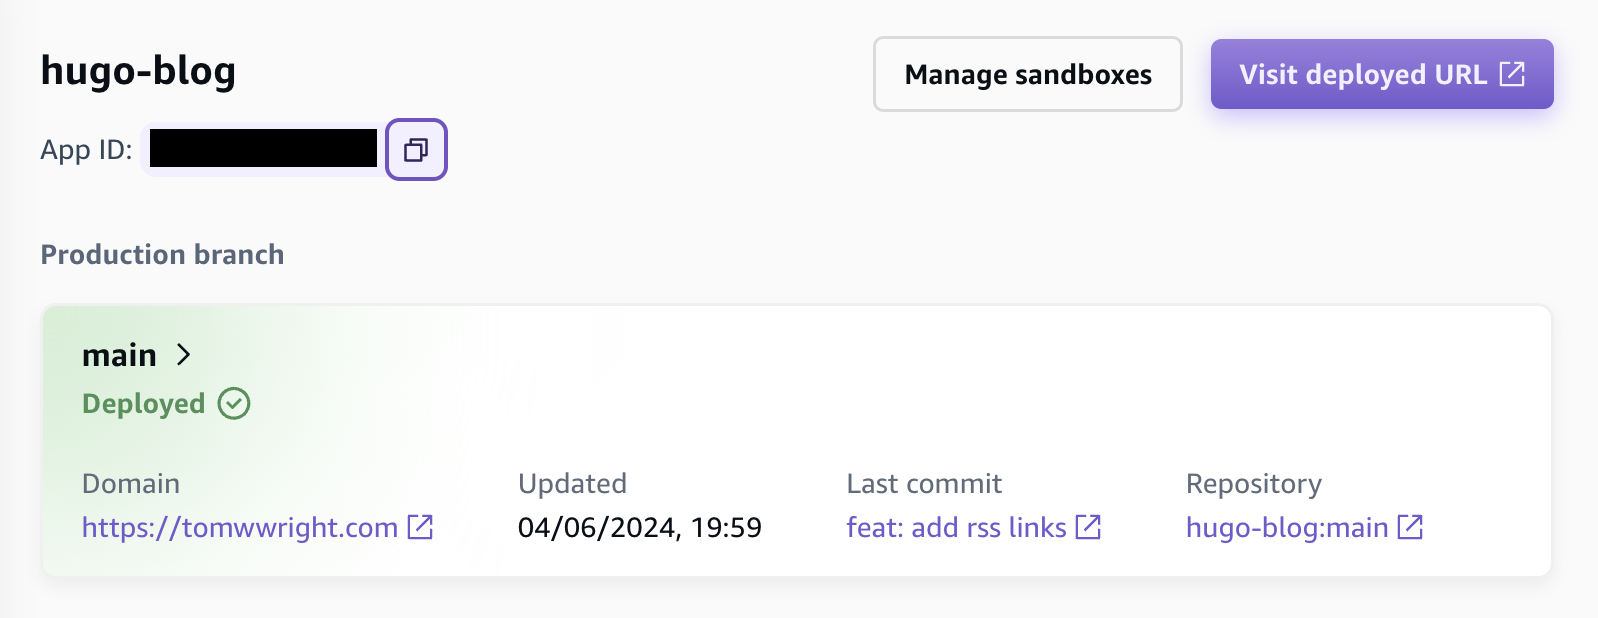 hugo-blog
Manage sandboxes
Visit deployed URL
App ID:
Production branch
main
Deployed
Domain
Updated
Last commit
Repository
https://tomwwright.com
04/06/2024, 19:59
feat: add rss links
hugo-blog:main